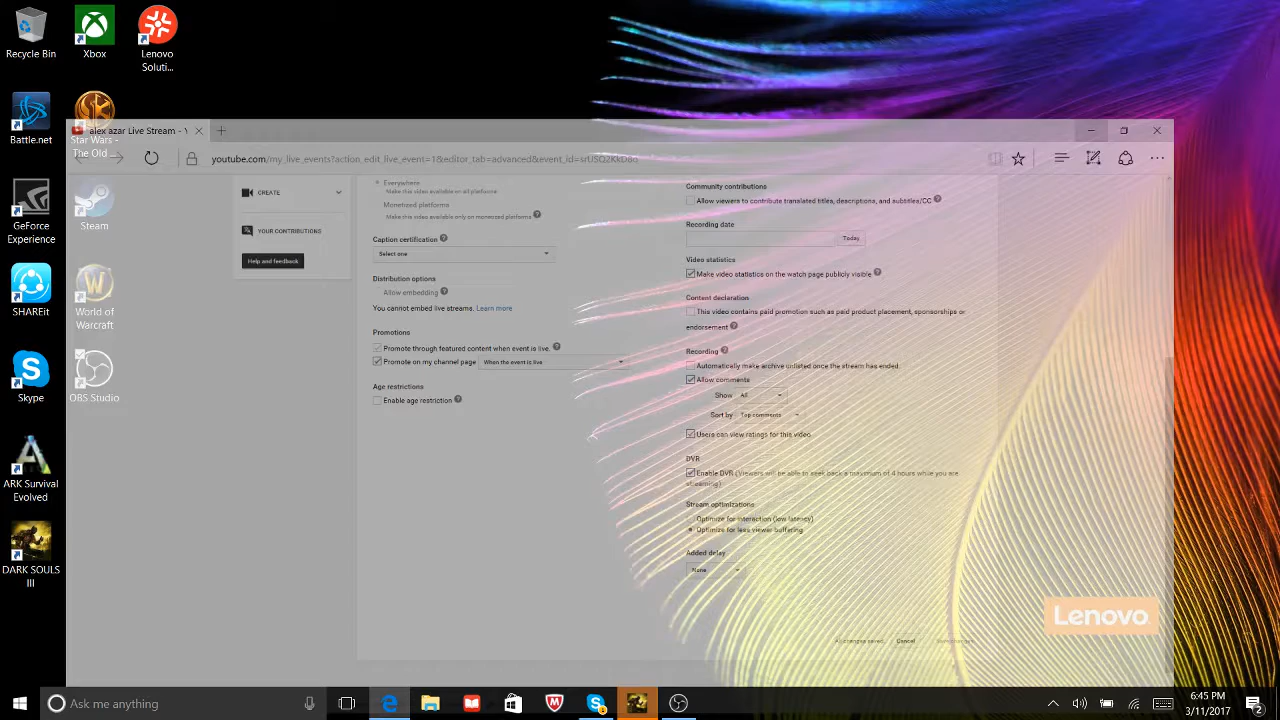 Recycle Bin
Xbox
Lenovo
Soluti...
Battle.net
Star Wars -
The Old ...
GeForce
Experience
Steam
SHAREit
World of
Warcraft
Skype
OBS Studio
ARK Survival
Evolved
DARK SOULS
III
alex azar Live Stream - Y
youtube.com/my_live_events?action_edit_live_event=1&editor_tab=advanced&event_id=
CREATE
YOUR CONTRIBUTIONS
Help and feedback
Everywhere
Make this video available on all platforms
Monetized platforms
Make this video available only on monetized platforms
Caption certification
Select one
Distribution options
Allow embedding
You cannot embed live streams. Learn more
Promotions
Promote through featured content when event is live.
Promote on my channel page
When the event is live
Age restrictions
Enable age restriction
Community contributions
Allow viewers to contribute translated titles, descriptions, and subtitles/CC
Recording date
Today
Video statistics
Make video statistics on the watch page publicly visible
Content declaration
This video contains paid promotion such as paid product placement, sponsorships or
endorsement
Recording
Automatically make archive unlisted once the stream has ended.
Allow comments
Show
All
Sort by
Top comments
Users can view ratings for this video
DVR
Enable DVR (Viewers will be able to seek back a maximum of 4 hours while you are
streaming)
Stream optimizations
Optimize for interaction (low latency)
Optimize for less viewer buffering
Added delay
None
All changes saved.
Cancel
Save changes
Lenovo
Ask me anything
6:45 PM
3/11/2017
2